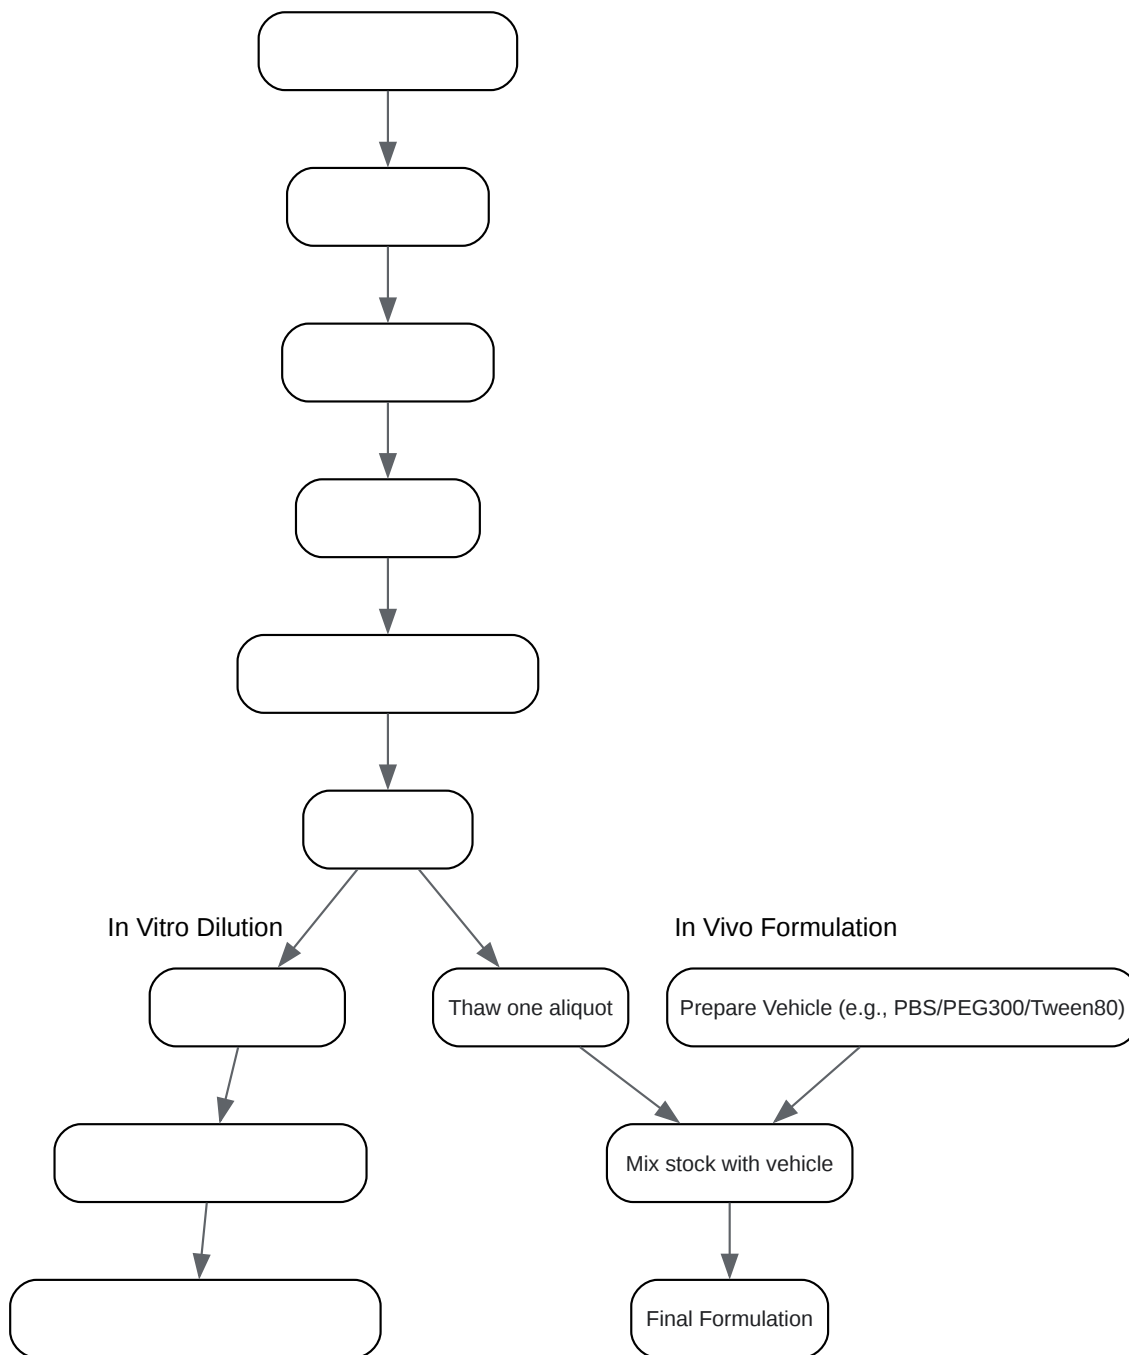 In Vitro Dilution
In Vivo Formulation
Thaw one aliquot
Prepare Vehicle (e.g., PBS/PEG300/Tween80)
Mix stock with vehicle
Final Formulation